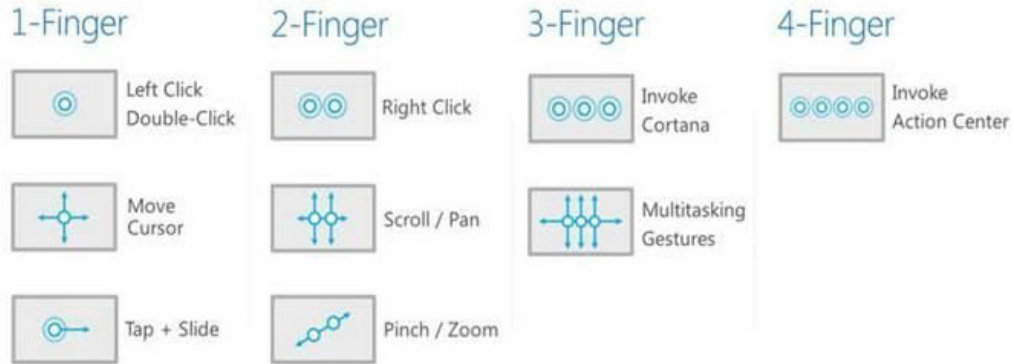 1-Finger
2-Finger
3-Finger
4-Finger
Left Click
Double-Click
Right Click
Invoke
Cortana
Invoke
Action Center
Move
Cursor
Scroll / Pan
Multitasking
Gestures
Tap + Slide
Pinch / Zoom